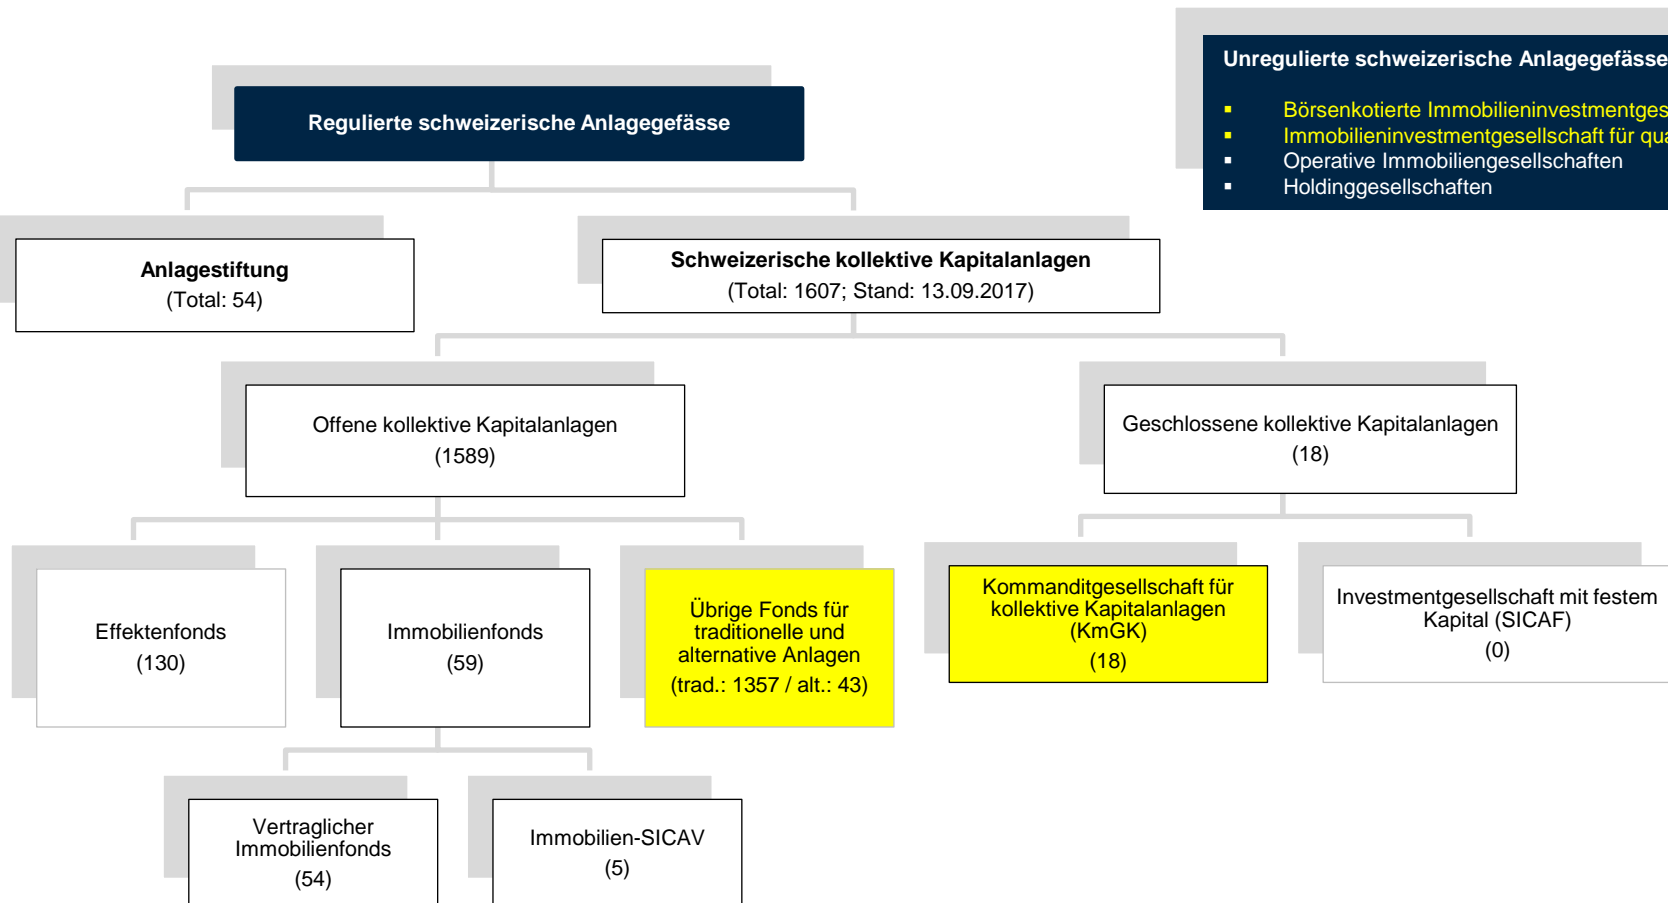 Unregulierte schweizerische Anlagegefässe
▪ Börsenkotierte Immobilieninvestmentges
▪ Immobilieninvestmentgesellschaft für qua
▪ Operative Immobiliengesellschaften
▪ Holdinggesellschaften
Regulierte schweizerische Anlagegefässe
Anlagestiftung
(Total: 54)
Schweizerische kollektive Kapitalanlagen
(Total: 1607; Stand: 13.09.2017)
Offene kollektive Kapitalanlagen
(1589)
Geschlossene kollektive Kapitalanlagen
(18)
Effektenfonds
(130)
Immobilienfonds
(59)
Übrige Fonds für
traditionelle und
alternative Anlagen
(trad.: 1357 / alt.: 43)
Kommanditgesellschaft für
kollektive Kapitalanlagen
(KmGK)
(18)
Investmentgesellschaft mit festem
Kapital (SICAF)
(0)
Vertraglicher
Immobilienfonds
(54)
Immobilien-SICAV
(5)